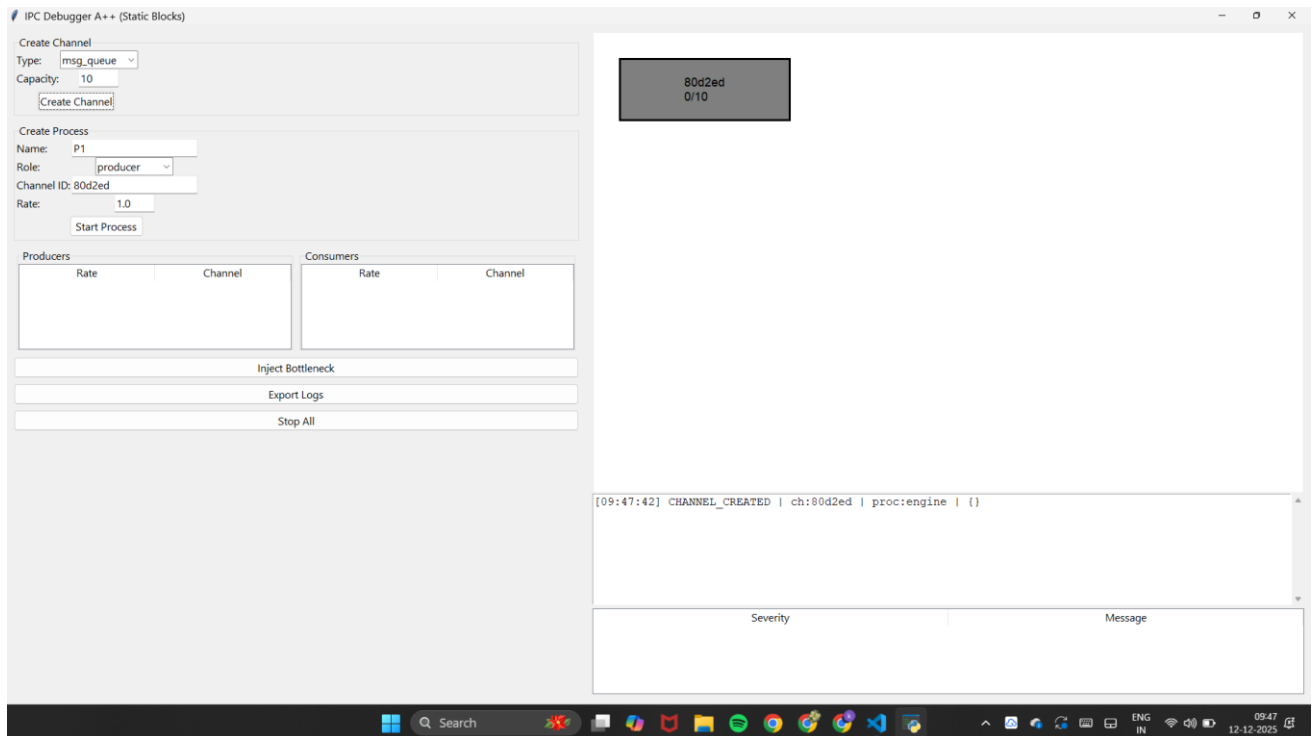 IPC Debugger A++ (Static Blocks)
Create Channel
Type: msg_queue
Capacity: 10
Create Channel
Create Process
Name: P1
Role: producer
Channel ID: 80d2ed
Rate: 1.0
Start Process
Producers
Rate Channel
Consumers
Rate Channel
Inject Bottleneck
Export Logs
Stop All
80d2ed
0/10
[09:47:42] CHANNEL_CREATED | ch:80d2ed | proc:engine | {}
Severity Message
Search
ENG
IN
09:47
12-12-2025